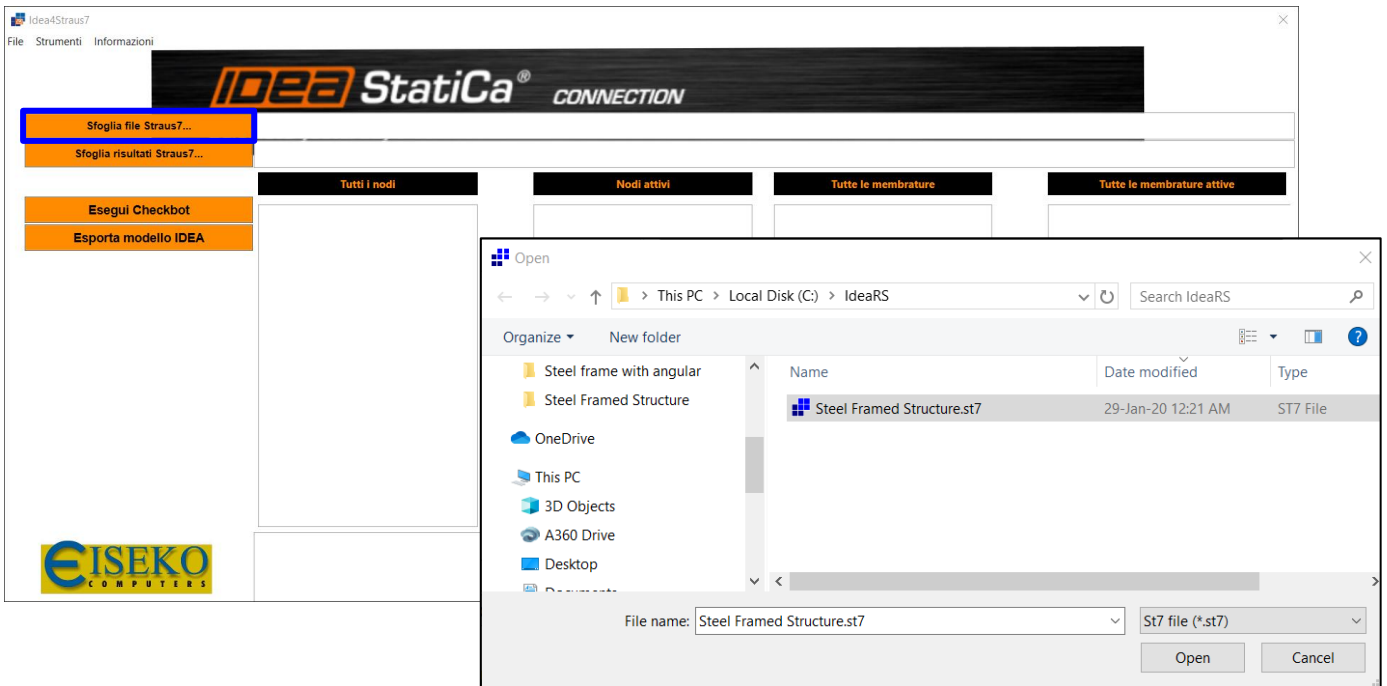 Idea4Straus7
File Strumenti Informazioni
IDEA StatiCa® CONNECTION
Sfoglia file Straus7...
Sfoglia risultati Straus7...
Tutti i nodi Nodi attivi Tutte le membrature Tutte le membrature attive
Esegui Checkbot
Esporta modello IDEA
EISEKO
COMPUTERS
Open
This PC > Local Disk (C:) > IdeaRS
Search IdeaRS
Organize New folder
Name Date modified Type
Steel frame with angular
Steel Framed Structure
Steel Framed Structure.st7 29-Jan-20 12:21 AM ST7 File
OneDrive
This PC
3D Objects
A360 Drive
Desktop
File name: Steel Framed Structure.st7 St7 file (*.st7)
Open Cancel